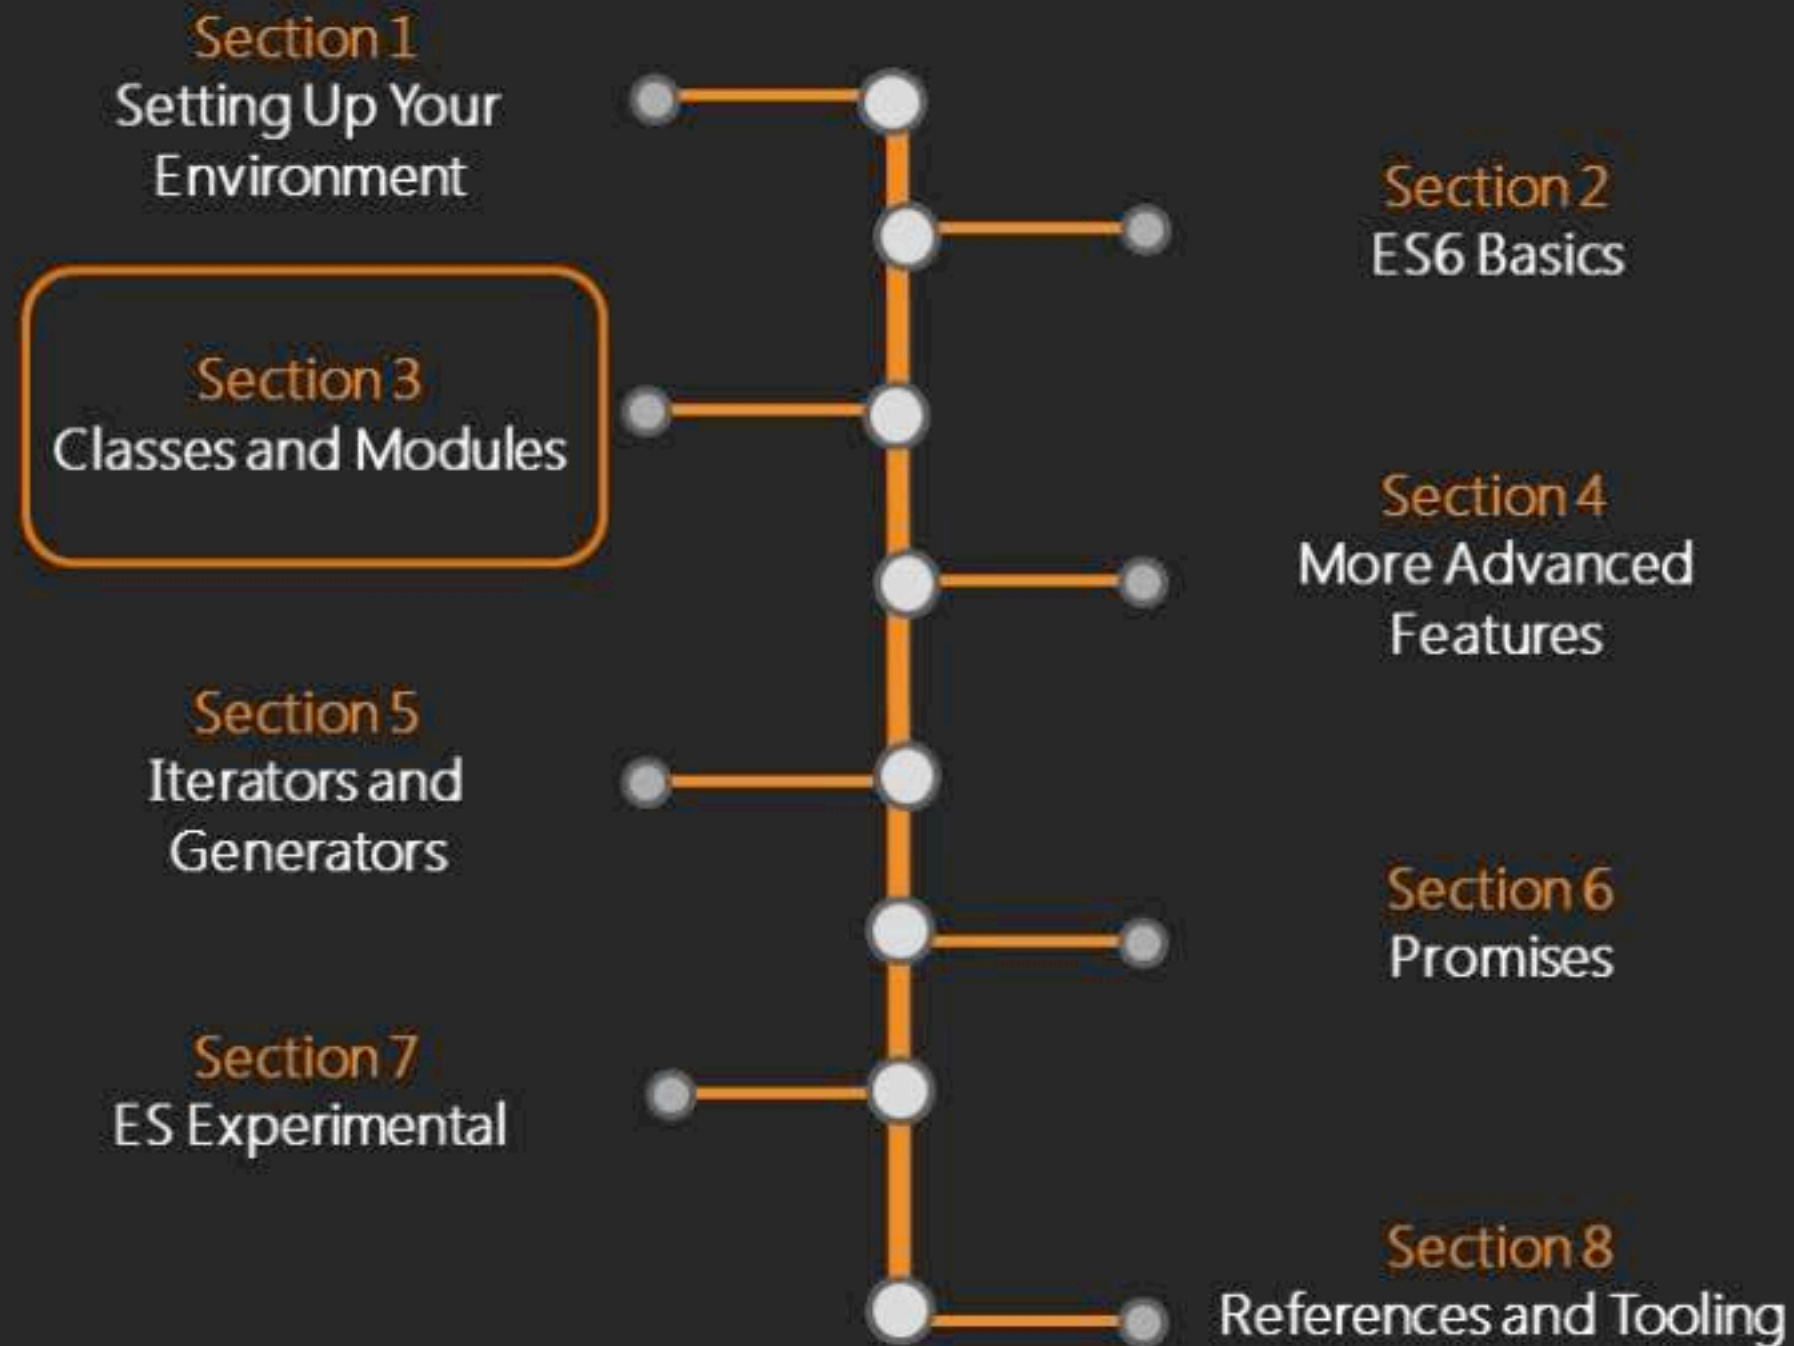 Section 1
Setting Up Your
Environment
Section 2
ES6 Basics
Section 3
Classes and Modules
Section 4
More Advanced
Features
Section 5
Iterators and
Generators
Section 6
Promises
Section 7
ES Experimental
Section 8
References and Tooling